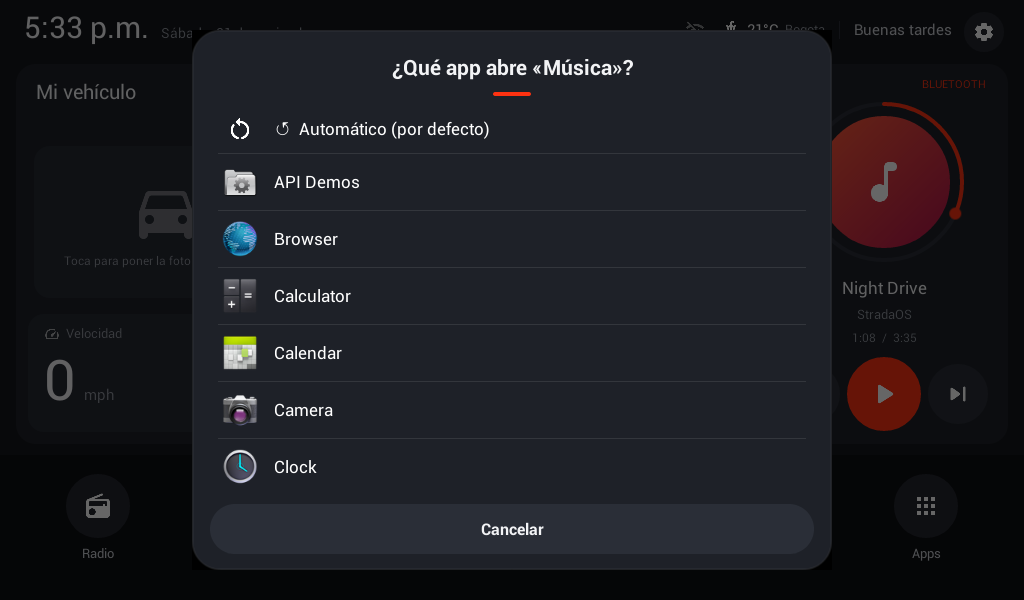 5:33 p.m.
21°C Bogota
Buenas tardes
Mi vehículo
BLUETOOTH
¿Qué app abre «Música»?
Automático (por defecto)
API Demos
Browser
Calculator
Calendar
Camera
Clock
Cancelar
Toca para poner la foto
Velocidad
0 mph
Night Drive
StradaOS
1:08 / 3:35
Radio
Apps